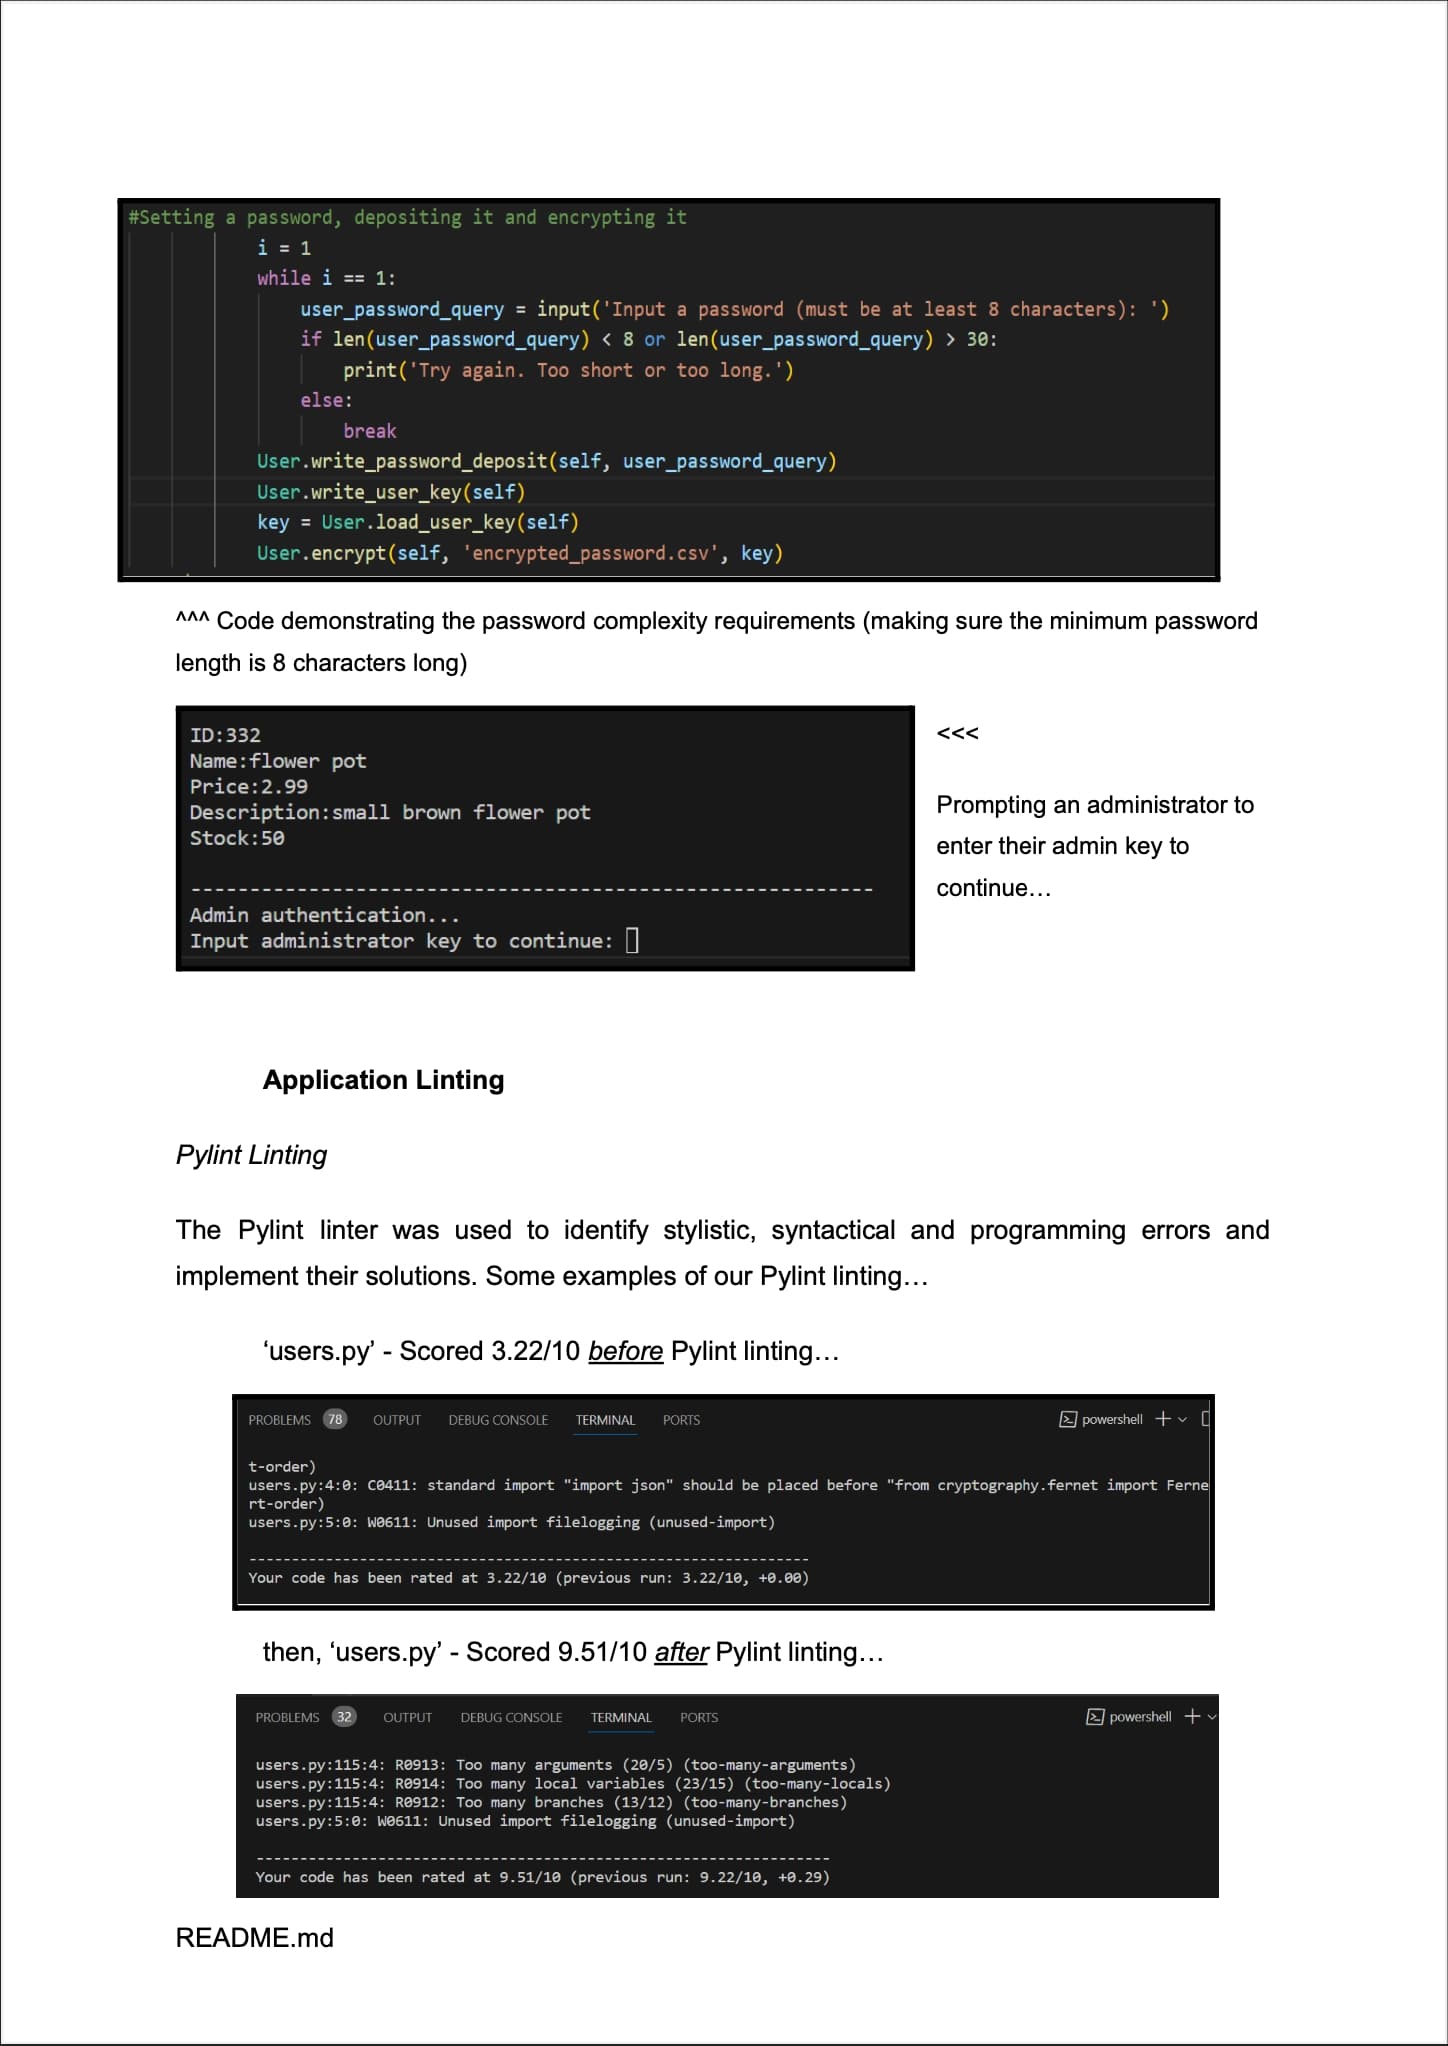 #Setting a password, depositing it and encrypting it
i = 1
while i == 1:
user_password_query = input('Input a password (must be at least 8 characters): ')
if len(user_password_query) < 8 or len(user_password_query) > 30:
print('Try again. Too short or too long.')
else:
break
User.write_password_deposit(self, user_password_query)
User.write_user_key(self)
key = User.load_user_key(self)
User.encrypt(self, 'encrypted_password.csv', key)
^^^ Code demonstrating the password complexity requirements (making sure the minimum password
length is 8 characters long)
ID:332
Name:flower pot
Price:2.99
Description:small brown flower pot
Stock:50
----------------------------------------------------------
Admin authentication...
Input administrator key to continue:
<<<
Prompting an administrator to
enter their admin key to
continue…
Application Linting
Pylint Linting
The Pylint linter was used to identify stylistic, syntactical and programming errors and
implement their solutions. Some examples of our Pylint linting…
‘users.py’ - Scored 3.22/10 before Pylint linting…
PROBLEMS 78 OUTPUT DEBUG CONSOLE TERMINAL PORTS powershell
t-order)
users.py:4:0: C0411: standard import "import json" should be placed before "from cryptography.fernet import Ferne
rt-order)
users.py:5:0: W0611: Unused import filelogging (unused-import)
------------------------------------------------------------------
Your code has been rated at 3.22/10 (previous run: 3.22/10, +0.00)
then, ‘users.py’ - Scored 9.51/10 after Pylint linting…
PROBLEMS 32 OUTPUT DEBUG CONSOLE TERMINAL PORTS powershell
users.py:115:4: R0913: Too many arguments (20/5) (too-many-arguments)
users.py:115:4: R0914: Too many local variables (23/15) (too-many-locals)
users.py:115:4: R0912: Too many branches (13/12) (too-many-branches)
users.py:5:0: W0611: Unused import filelogging (unused-import)
------------------------------------------------------------------
Your code has been rated at 9.51/10 (previous run: 9.22/10, +0.29)
README.md